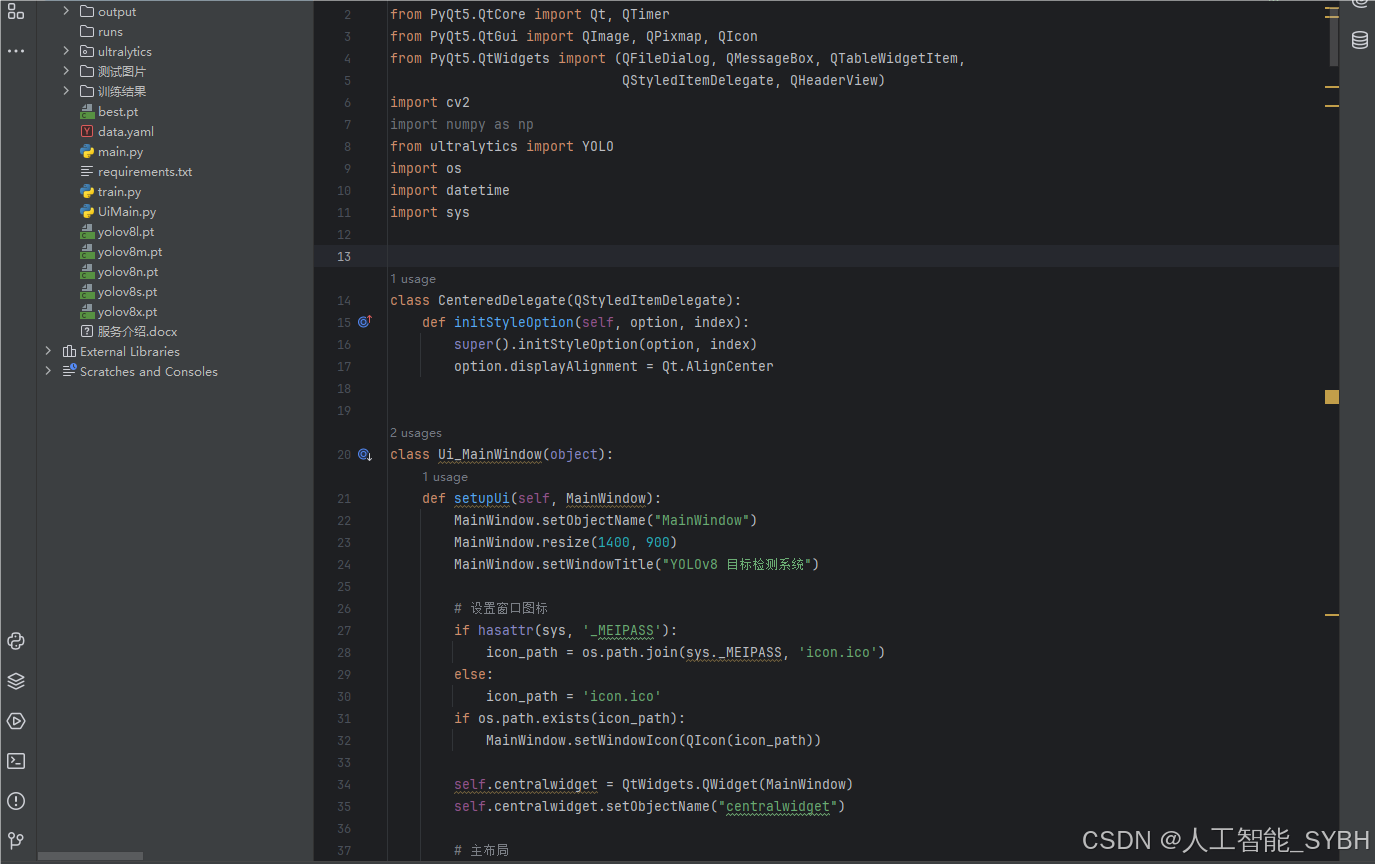 output
runs
ultralytics
测试图片
训练结果
best.pt
data.yaml
main.py
requirements.txt
train.py
UiMain.py
yolov8l.pt
yolov8m.pt
yolov8n.pt
yolov8s.pt
yolov8x.pt
服务介绍.docx
External Libraries
Scratches and Consoles
2 from PyQt5.QtCore import Qt, QTimer
3 from PyQt5.QtGui import QImage, QPixmap, QIcon
4 from PyQt5.QtWidgets import (QFileDialog, QMessageBox, QTableWidgetItem,
5 QStyledItemDelegate, QHeaderView)
6 import cv2
7 import numpy as np
8 from ultralytics import YOLO
9 import os
10 import datetime
11 import sys
12
13
1 usage
14 class CenteredDelegate(QStyledItemDelegate):
15 def initStyleOption(self, option, index):
16 super().initStyleOption(option, index)
17 option.displayAlignment = Qt.AlignCenter
18
19
2 usages
20 class Ui_MainWindow(object):
1 usage
21 def setupUi(self, MainWindow):
22 MainWindow.setObjectName("MainWindow")
23 MainWindow.resize(1400, 900)
24 MainWindow.setWindowTitle("YOLOv8 目标检测系统")
25
26 # 设置窗口图标
27 if hasattr(sys, '_MEIPASS'):
28 icon_path = os.path.join(sys._MEIPASS, 'icon.ico')
29 else:
30 icon_path = 'icon.ico'
31 if os.path.exists(icon_path):
32 MainWindow.setWindowIcon(QIcon(icon_path))
33
34 self.centralwidget = QtWidgets.QWidget(MainWindow)
35 self.centralwidget.setObjectName("centralwidget")
36
37 # 主布局
CSDN @人工智能_SYBH